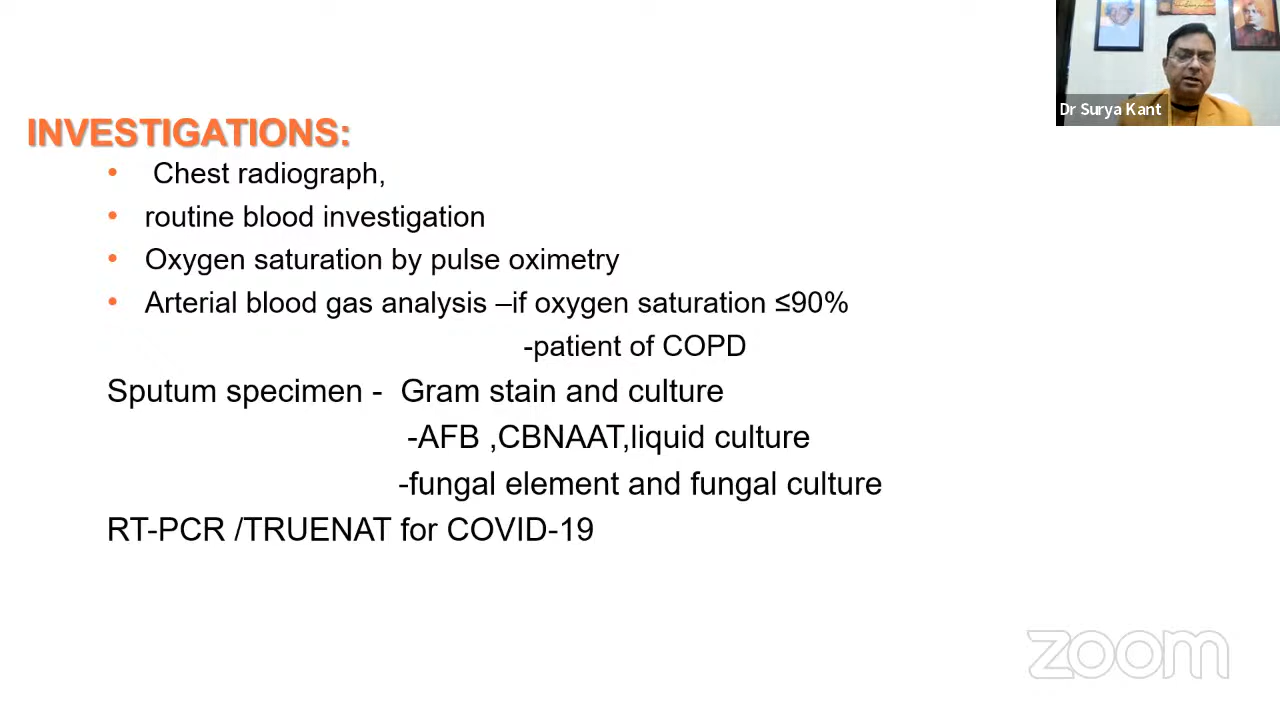 Dr Surya Kant
INVESTIGATIONS:
• Chest radiograph,
• routine blood investigation
• Oxygen saturation by pulse oximetry
• Arterial blood gas analysis –if oxygen saturation ≤90%
-patient of COPD
Sputum specimen - Gram stain and culture
-AFB ,CBNAAT,liquid culture
-fungal element and fungal culture
RT-PCR /TRUENAT for COVID-19
zoom